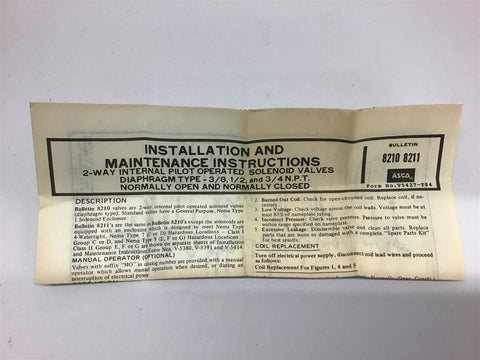 INSTALLATION AND
MAINTENANCE INSTRUCTIONS
2-WAY INTERNAL PILOT OPERATED SOLENOID VALVES
DIAPHRAGM TYPE - 3/8, 1/2, and 3/4 N.P.T.
NORMALLY OPEN AND NORMALLY CLOSED
BULLETIN
8210 8211
ASCO
Form No.V5427-784
DESCRIPTION
Bulletin 8210 valves are 2-way internal pilot operated solenoid valves
(diaphragm type). Standard valves have a General Purpose, Nema Type
1 Solenoid Enclosure.
Bulletin 8211's are the same as Bulletin 8210's except the solenoids are
equipped with an enclosure which is designed to meet Nema Type
4-Watertight, Nema Type 7 (C or D) Hazardous Locations - Class I
Group C or D, and Nema Type 9 (E, F or G) Hazardous Locations -
Class II Group E, F or G are shown on separate sheets of Installation
and Maintenance Instructions Form Nos. V-5380, V-5391 and V-5414.
MANUAL OPERATOR (OPTIONAL)
Valves with suffix "MO" in catalog number are provided with a manual
operator which allows manual operation when desired, or during an
interruption of electrical power.
2. Burned Out Coil: Check for open-circuited coil. Replace coil, if nec-
essary.
3. Low Voltage: Check voltage across the coil leads. Voltage must be at
least 85% of nameplate rating.
4. Incorrect Pressure: Check valve pressure. Pressure to valve must be
within range specified on nameplate.
5. Excessive Leakage: Disassemble valve and clean all parts. Replace
parts that are worn or damaged with a complete "Spare Parts Kit"
for best results.
COIL REPLACEMENT
Turn off electrical power supply, disconnect coil lead wires and proceed
as follows:
Coil Replacement For Figures 1, 4 and 5